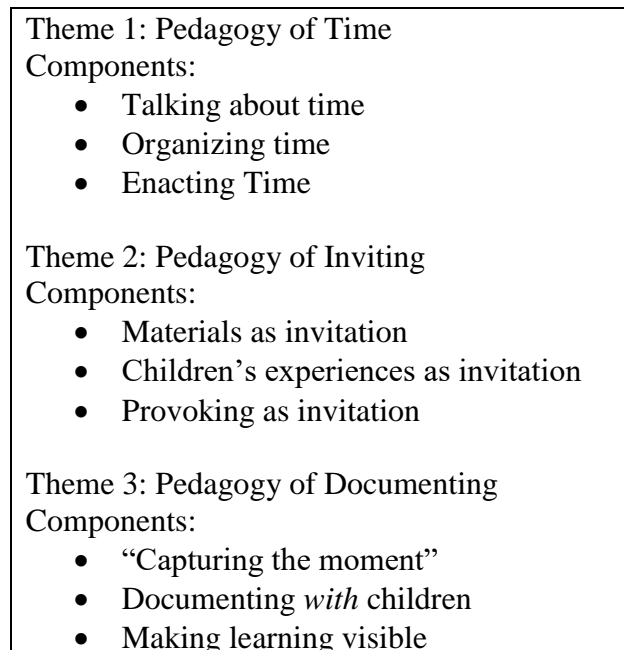 Theme 1: Pedagogy of Time
Components:
• Talking about time
• Organizing time
• Enacting Time
Theme 2: Pedagogy of Inviting
Components:
• Materials as invitation
• Children’s experiences as invitation
• Provoking as invitation
Theme 3: Pedagogy of Documenting
Components:
• “Capturing the moment”
• Documenting with children
• Making learning visible